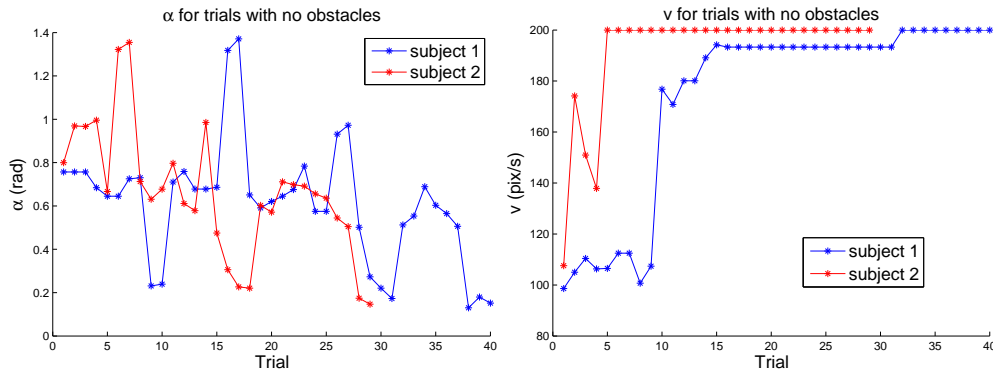 α for trials with no obstacles
1.4
1.2
1
0.8
0.6
0.4
0.2
0
α (rad)
0 5 10 15 20 25 30 35 40
Trial
subject 1
subject 2
v for trials with no obstacles
200
180
160
140
120
100
80
v (pix/s)
0 5 10 15 20 25 30 35 40
Trial
subject 1
subject 2